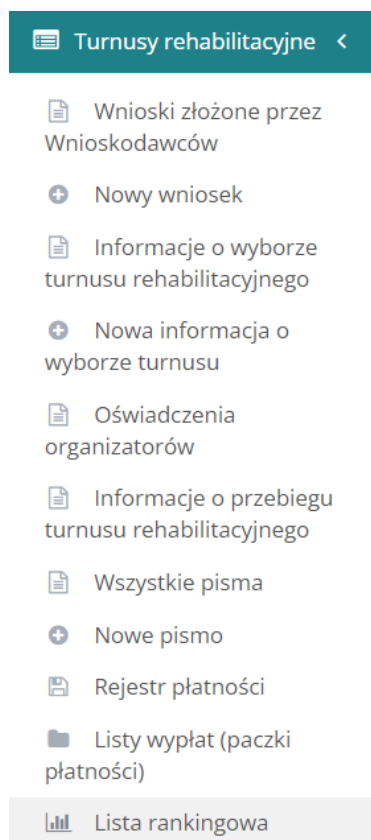 Turnusy rehabilitacyjne
Wnioski złożone przez
Wnioskodawców
Nowy wniosek
Informacje o wyborze
turnusu rehabilitacyjnego
Nowa informacja o
wyborze turnusu
Oświadczenia
organizatorów
Informacje o przebiegu
turnusu rehabilitacyjnego
Wszystkie pisma
Nowe pismo
Rejestr płatności
Listy wypłat (paczki
płatności)
Lista rankingowa